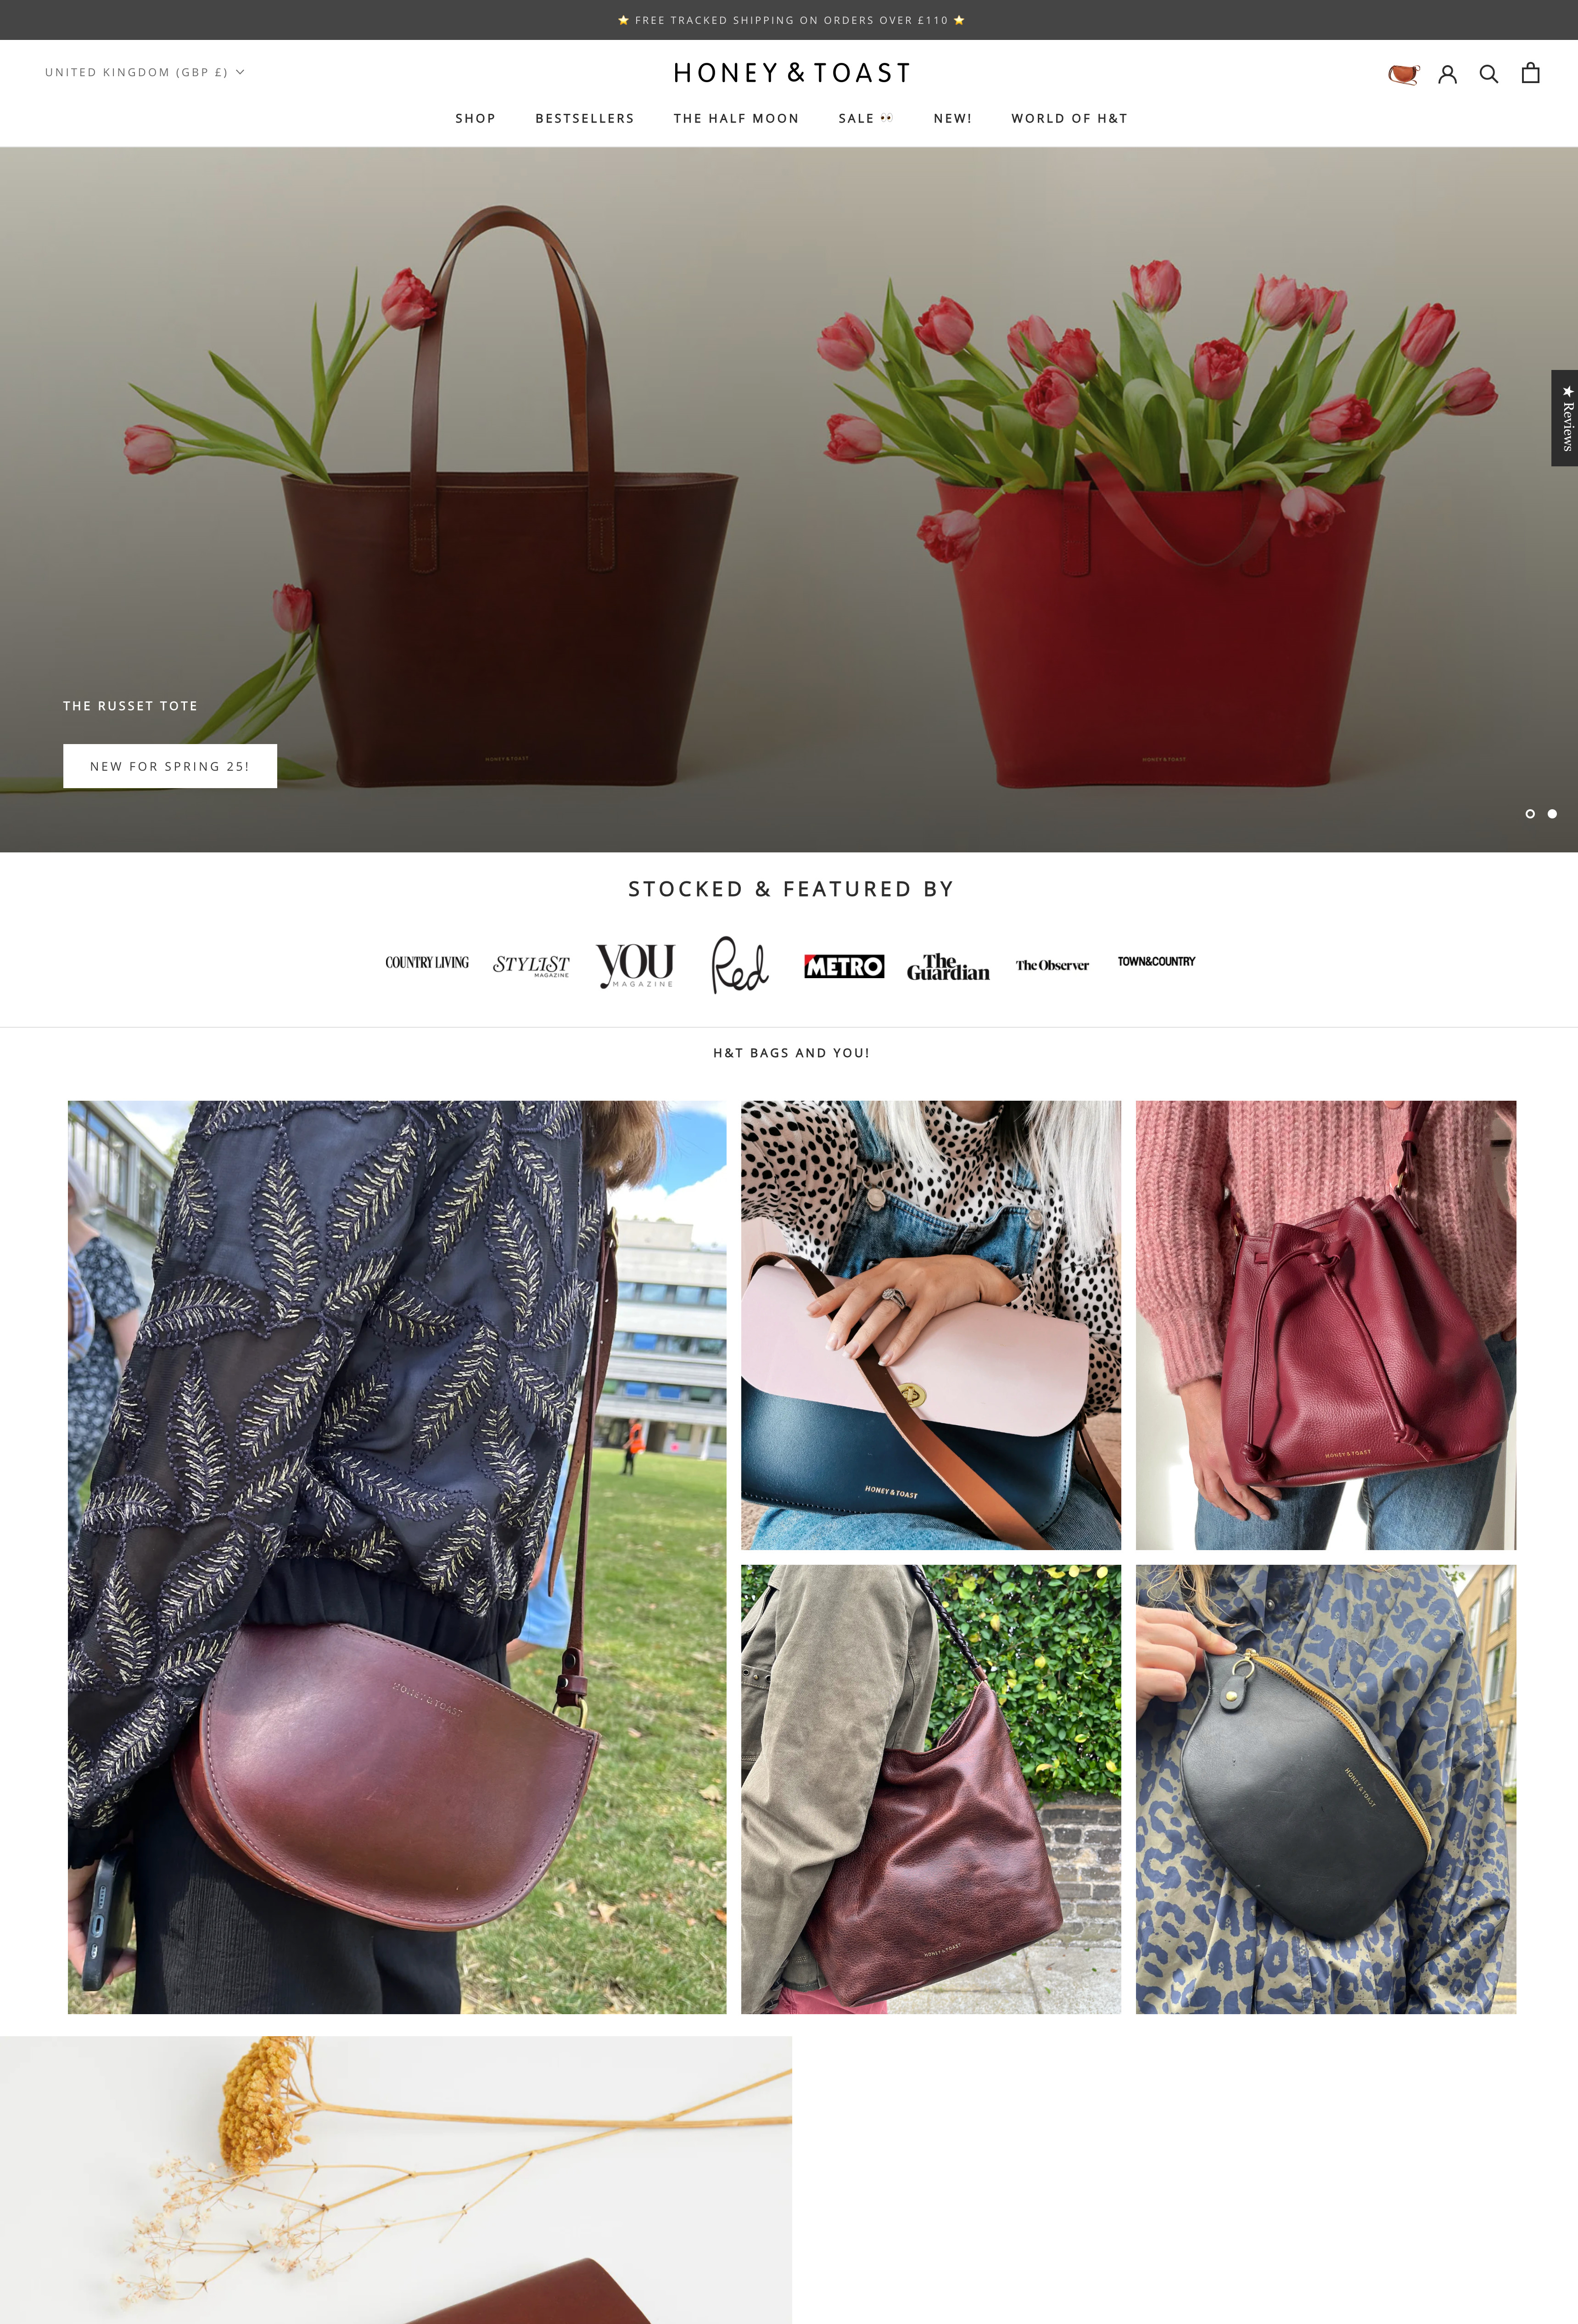 ⭐ FREE TRACKED SHIPPING ON ORDERS OVER £110 ⭐
UNITED KINGDOM (GBP £)
HONEY & TOAST
SHOP BESTSELLERS THE HALF MOON SALE 👀 NEW! WORLD OF H&T
★ Reviews
HONEY & TOAST
HONEY & TOAST
THE RUSSET TOTE
NEW FOR SPRING 25!
STOCKED & FEATURED BY
COUNTRY LIVING
STYLIST
MAGAZINE
YOU
MAGAZINE
Red
METRO
The
Guardian
The Observer
TOWN&COUNTRY
H&T BAGS AND YOU!
HONEY & TOAST
HONEY & TOAST
HONEY & TOAST
HONEY & TOAST
HONEY & TOAST